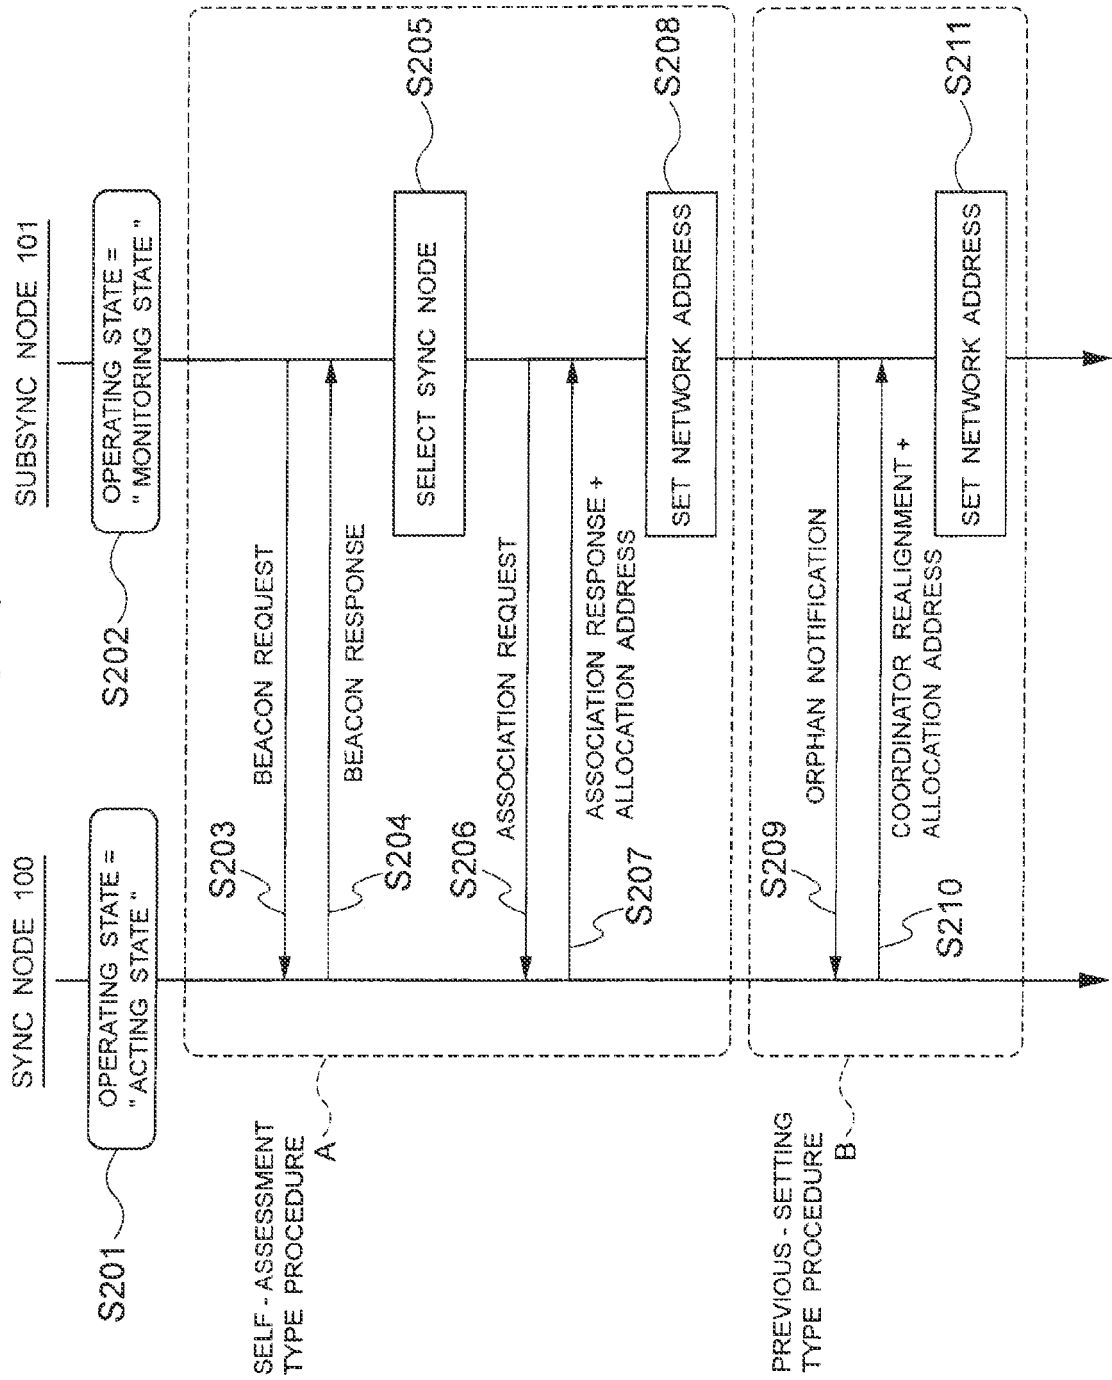 SYNC NODE 100
SUBSYNC NODE 101
OPERATING STATE =
"ACTING STATE"
S201
OPERATING STATE =
"MONITORING STATE"
S202
SELF - ASSESSMENT
TYPE PROCEDURE
A
S203
BEACON REQUEST
S204
BEACON RESPONSE
SELECT SYNC NODE
S205
S206
ASSOCIATION REQUEST
S207
ASSOCIATION RESPONSE +
ALLOCATION ADDRESS
SET NETWORK ADDRESS
S208
PREVIOUS - SETTING
TYPE PROCEDURE
B
S209
ORPHAN NOTIFICATION
S210
COORDINATOR REALIGNMENT +
ALLOCATION ADDRESS
SET NETWORK ADDRESS
S211